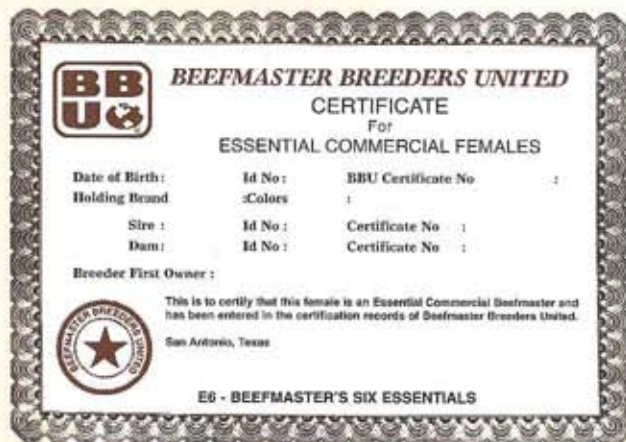 BB
U
BEEFMASTER BREEDERS UNITED
CERTIFICATE
For
ESSENTIAL COMMERCIAL FEMALES
Date of Birth: Id No: BBU Certificate No :
Holding Brand :Colors :
Sire : Id No : Certificate No :
Dam: Id No : Certificate No :
Breeder First Owner :
This is to certify that this female is an Essential Commercial Beefmaster and
has been entered in the certification records of Beefmaster Breeders United.
San Antonio, Texas
BEEFMASTER BREEDERS UNITED
E6 - BEEFMASTER'S SIX ESSENTIALS